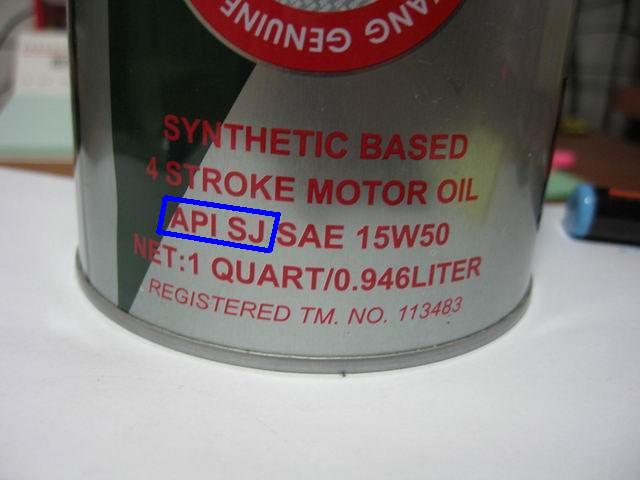 YANG GENUINE
SYNTHETIC BASED
4 STROKE MOTOR OIL
API SJ SAE 15W50
NET:1 QUART/0.946LITER
REGISTERED TM. NO. 113483